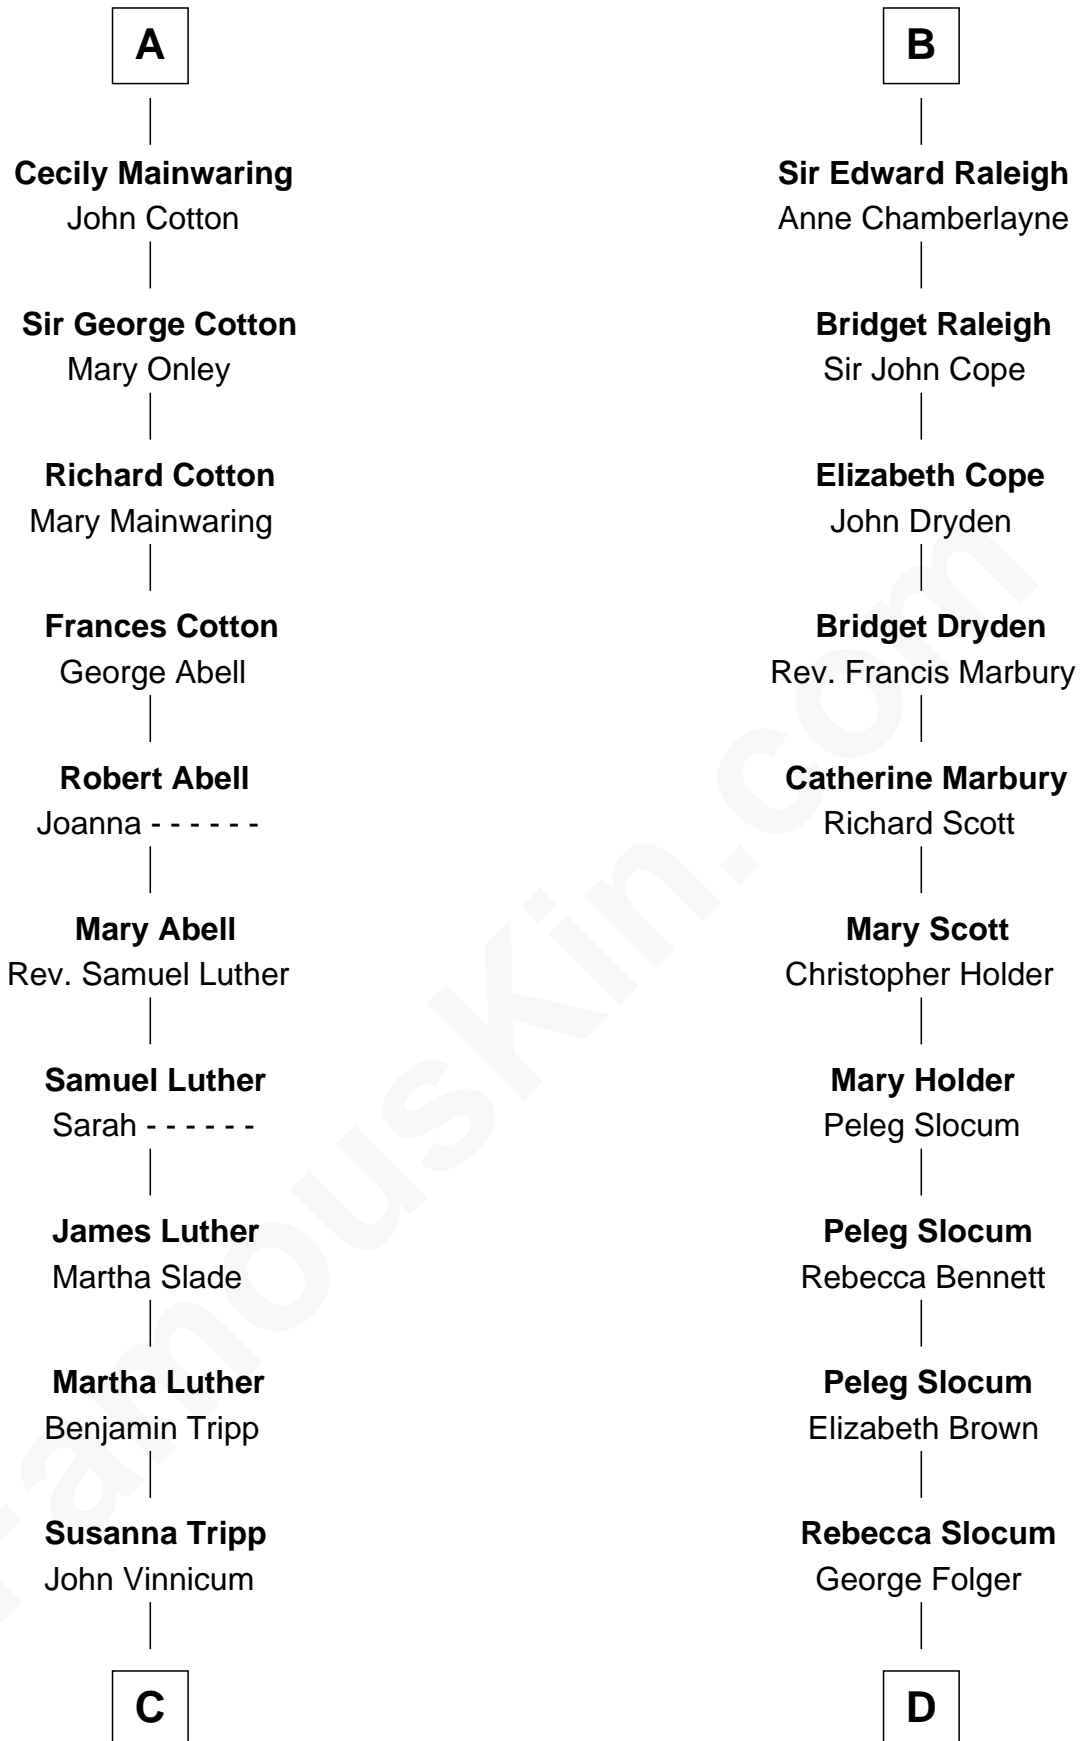 A
Cecily Mainwaring
John Cotton
Sir George Cotton
Mary Onley
Richard Cotton
Mary Mainwaring
Frances Cotton
George Abell
Robert Abell
Joanna - - - - - -
Mary Abell
Rev. Samuel Luther
Samuel Luther
Sarah - - - - - -
James Luther
Martha Slade
Martha Luther
Benjamin Tripp
Susanna Tripp
John Vinnicum
C
B
Sir Edward Raleigh
Anne Chamberlayne
Bridget Raleigh
Sir John Cope
Elizabeth Cope
John Dryden
Bridget Dryden
Rev. Francis Marbury
Catherine Marbury
Richard Scott
Mary Scott
Christopher Holder
Mary Holder
Peleg Slocum
Peleg Slocum
Rebecca Bennett
Peleg Slocum
Elizabeth Brown
Rebecca Slocum
George Folger
D
FamousKin.com